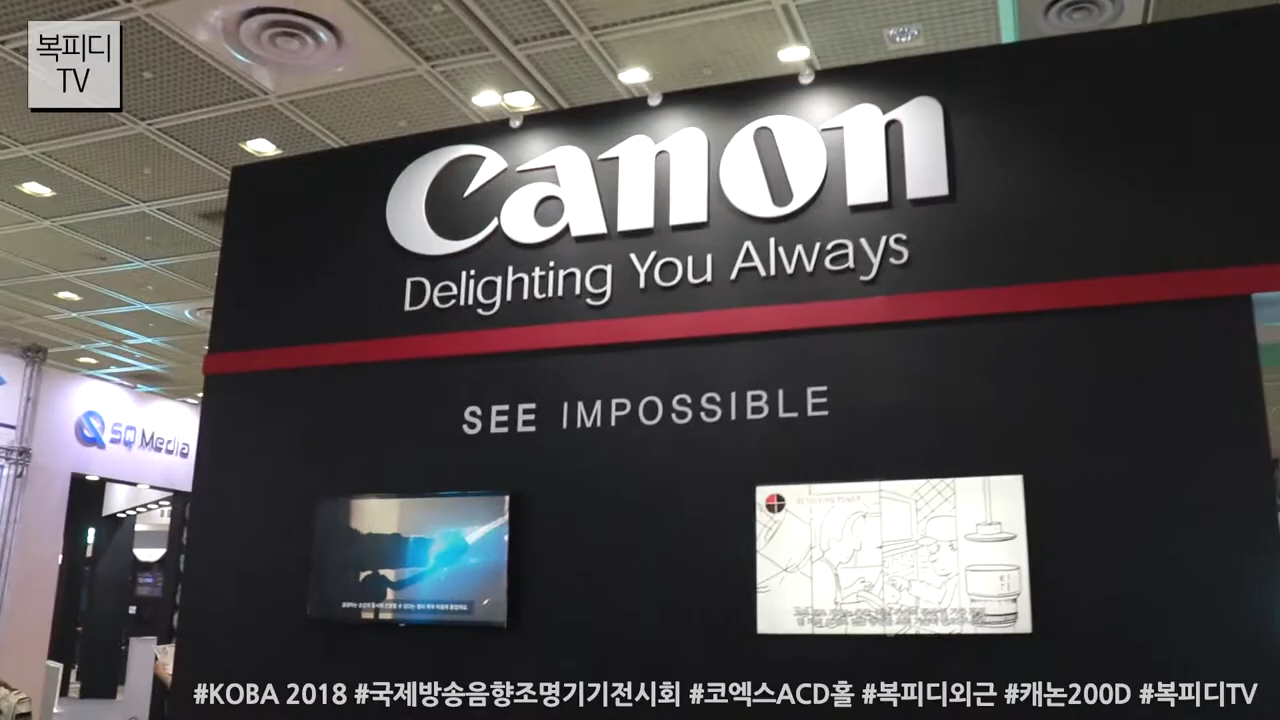 복피디
TV
Canon
Delighting You Always
SEE IMPOSSIBLE
SQ Media
#KOBA 2018 #국제방송음향조명기기전시회 #코엑스ACD홀 #복피디외근 #캐논200D #복피디TV